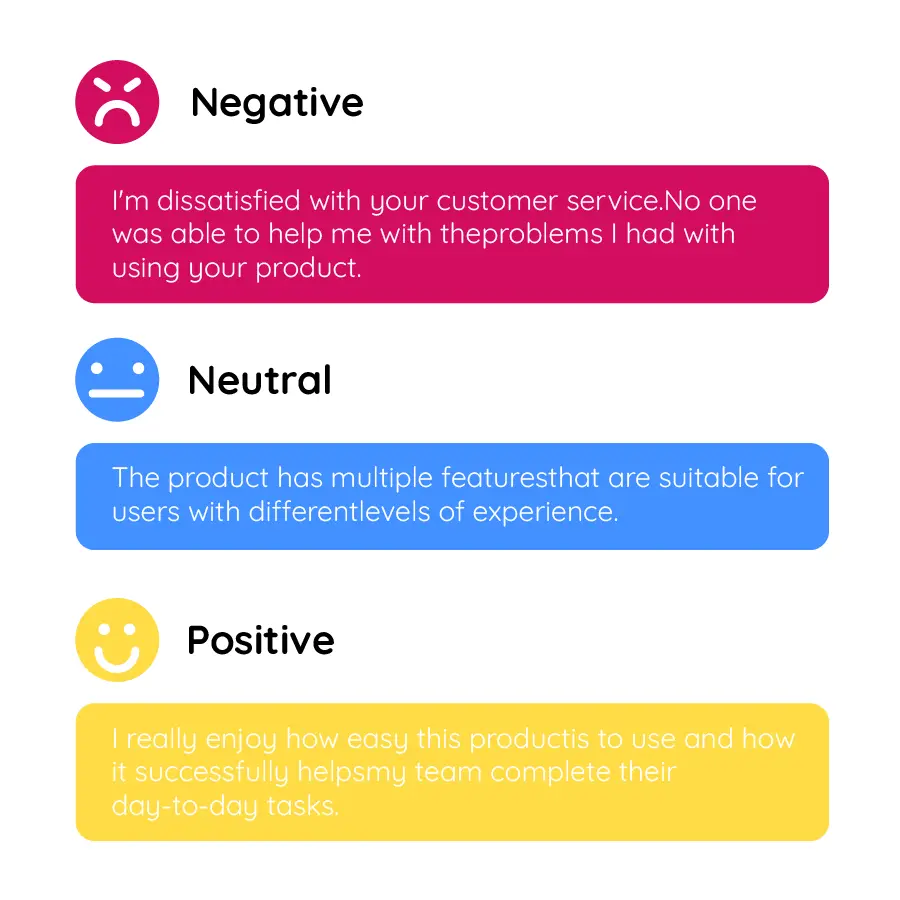 Negative
I'm dissatisfied with your customer service.No one
was able to help me with theproblems I had with
using your product.
Neutral
The product has multiple featuresthat are suitable for
users with differentlevels of experience.
Positive
I really enjoy how easy this productis to use and how
it successfully helpsmy team complete their
day-to-day tasks.